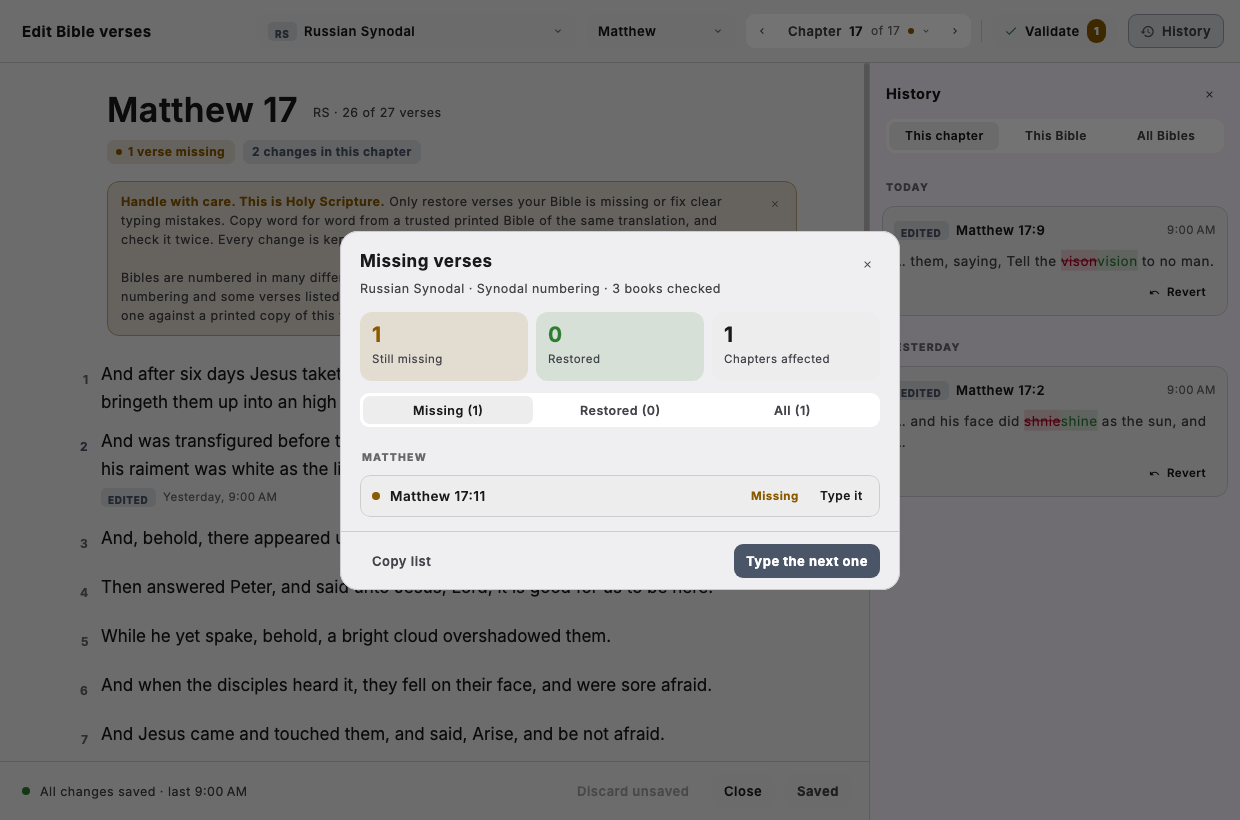 Edit Bible verses
RS Russian Synodal
Matthew
Chapter 17 of 17
Validate 1
History
Matthew 17 RS · 26 of 27 verses
1 verse missing
2 changes in this chapter
Handle with care. This is Holy Scripture. Only restore verses your Bible is missing or fix clear
typing mistakes. Copy word for word from a trusted printed Bible of the same translation, and
check it twice. Every change is
Bibles are numbered in many
numbering and some verses listed
one against a printed copy of this
1 And after six days Jesus
bringeth them up into an high
2 And was transfigured before
his raiment was white as the
EDITED Yesterday, 9:00 AM
3 And, behold, there appeared
4 Then answered Peter, and said unto Jesus, Lord, it is good for us to be here.
5 While he yet spake, behold, a bright cloud overshadowed them.
6 And when the disciples heard it, they fell on their face, and were sore afraid.
7 And Jesus came and touched them, and said, Arise, and be not afraid.
All changes saved · last 9:00 AM
Discard unsaved
Close
Saved
Missing verses
Russian Synodal · Synodal numbering · 3 books checked
1
Still missing
0
Restored
1
Chapters affected
Missing (1)
Restored (0)
All (1)
MATTHEW
Matthew 17:11 Missing Type it
Copy list
Type the next one
History
This chapter
This Bible
All Bibles
TODAY
EDITED Matthew 17:9 9:00 AM
them, saying, Tell the visonvision to no man.
Revert
ESTERDAY
EDITED Matthew 17:2 9:00 AM
and his face did shnieshine as the sun, and
Revert